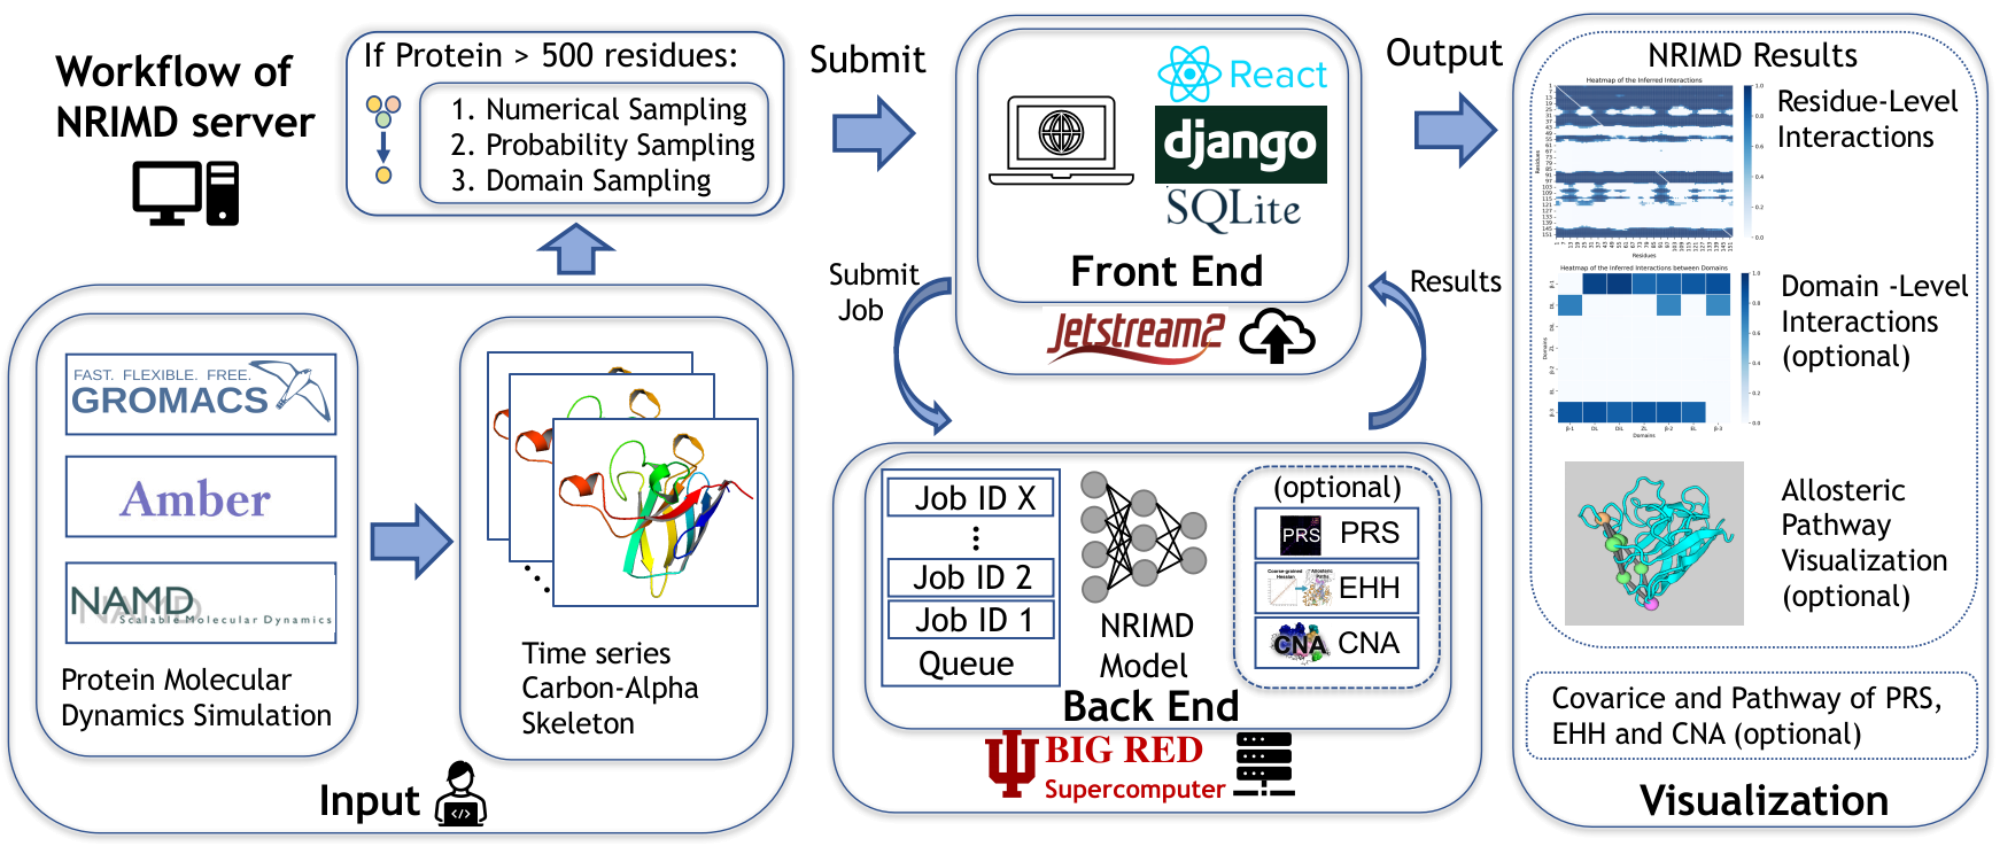 Workflow of
NRIMD server
If Protein > 500 residues:
1. Numerical Sampling
2. Probability Sampling
3. Domain Sampling
FAST. FLEXIBLE. FREE.
GROMACS
Amber
NAMD
Scalable Molecular Dynamics
Protein Molecular
Dynamics Simulation
Time series
Carbon-Alpha
Skeleton
Input
Submit
React
django
SQLite
Front End
Jetstream2
Submit
Job
Results
Job ID X
Job ID 2
Job ID 1
Queue
NRIMD
Model
(optional)
PRS PRS
EHH
CNA CNA
Back End
BIG RED
Supercomputer
Output
NRIMD Results
Heatmap of the Inferred Interactions
Residues
Residues
Residue-Level
Interactions
Heatmap of the Inferred Interactions between Domains
Domains
Domains
Domain -Level
Interactions
(optional)
Allosteric
Pathway
Visualization
(optional)
Covarice and Pathway of PRS,
EHH and CNA (optional)
Visualization